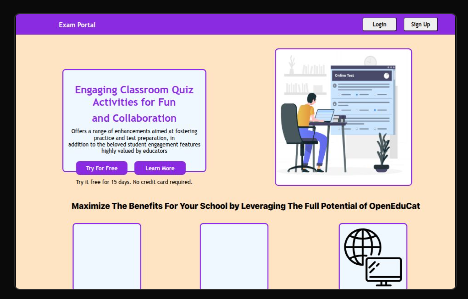 Exam Portal
Login
Sign Up
Engaging Classroom Quiz
Activities for Fun
and Collaboration
Offers a range of enhancements aimed at fostering
practice and test preparation, in
addition to the beloved student engagement features
highly valued by educators
Try For Free
Learn More
Try it free for 15 days. No credit card required.
Online Test
Maximize The Benefits For Your School by Leveraging The Full Potential of OpenEduCat